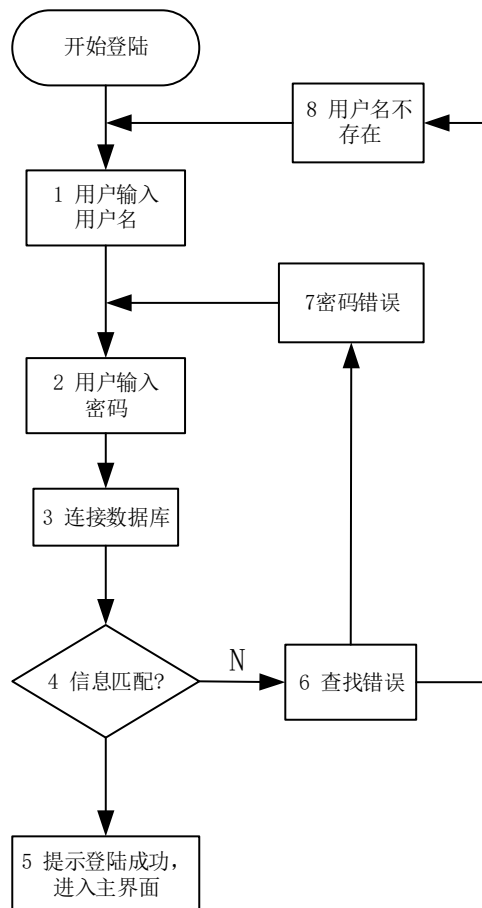 开始登陆
8 用户名不
存在
1 用户输入
用户名
7密码错误
2 用户输入
密码
3 连接数据库
4 信息匹配?
N
6 查找错误
5 提示登陆成功,
进入主界面